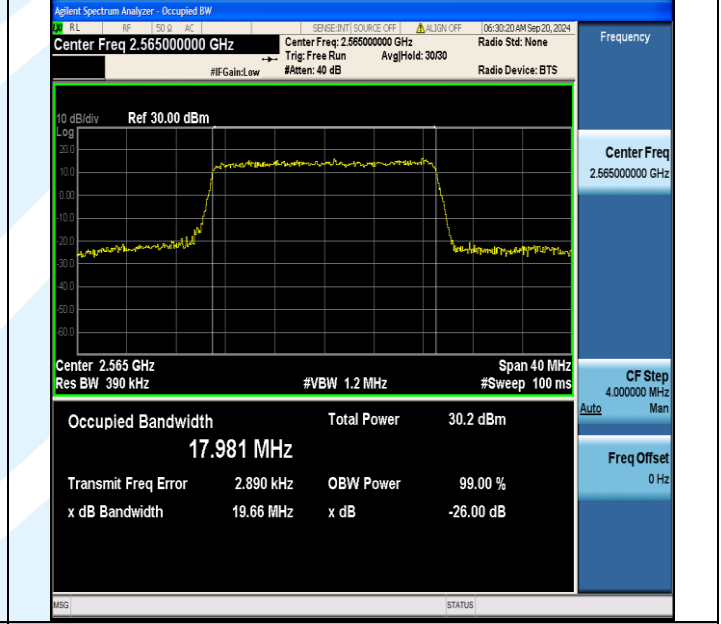 Agilent Spectrum Analyzer - Occupied BW
RL RF 50 Ω AC SENSE:INT SOURCE OFF ALIGN OFF 06:30:20 AM Sep 20, 2024
Center Freq 2.565000000 GHz
Center Freq: 2.565000000 GHz
Radio Std: None
Trig: Free Run Avg|Hold: 30/30
#IFGain:Low
#Atten: 40 dB
Radio Device: BTS
10 dB/div Ref 30.00 dBm
Log
20.0
10.0
0.00
-10.0
-20.0
-30.0
-40.0
-50.0
-60.0
Center 2.565 GHz
Span 40 MHz
Res BW 390 kHz
#VBW 1.2 MHz
#Sweep 100 ms
Occupied Bandwidth
Total Power 30.2 dBm
17.981 MHz
Transmit Freq Error 2.890 kHz
OBW Power 99.00 %
x dB Bandwidth 19.66 MHz
x dB -26.00 dB
MSG
STATUS
Frequency
Center Freq
2.565000000 GHz
CF Step
4.000000 MHz
Auto Man
Freq Offset
0 Hz